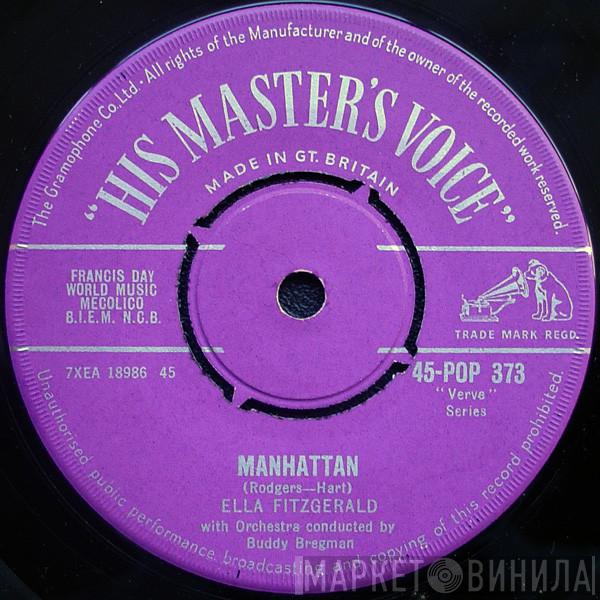 The Gramophone Co., Ltd. · All rights of the Manufacturer and of the owner of the recorded work reserved.
"HIS MASTER'S VOICE"
MADE IN GT. BRITAIN
FRANCIS DAY
WORLD MUSIC
MECOLICO
B.I.E.M. N.C.B.
TRADE MARK REGD.
7XEA 18986 45
45-POP 373
"Verve"
Series
MANHATTAN
(Rodgers—Hart)
ELLA FITZGERALD
with Orchestra conducted by
Buddy Bregman
Unauthorised public performance, broadcasting and copying of this record prohibited.
МАРКЕТ ВИНИЛА